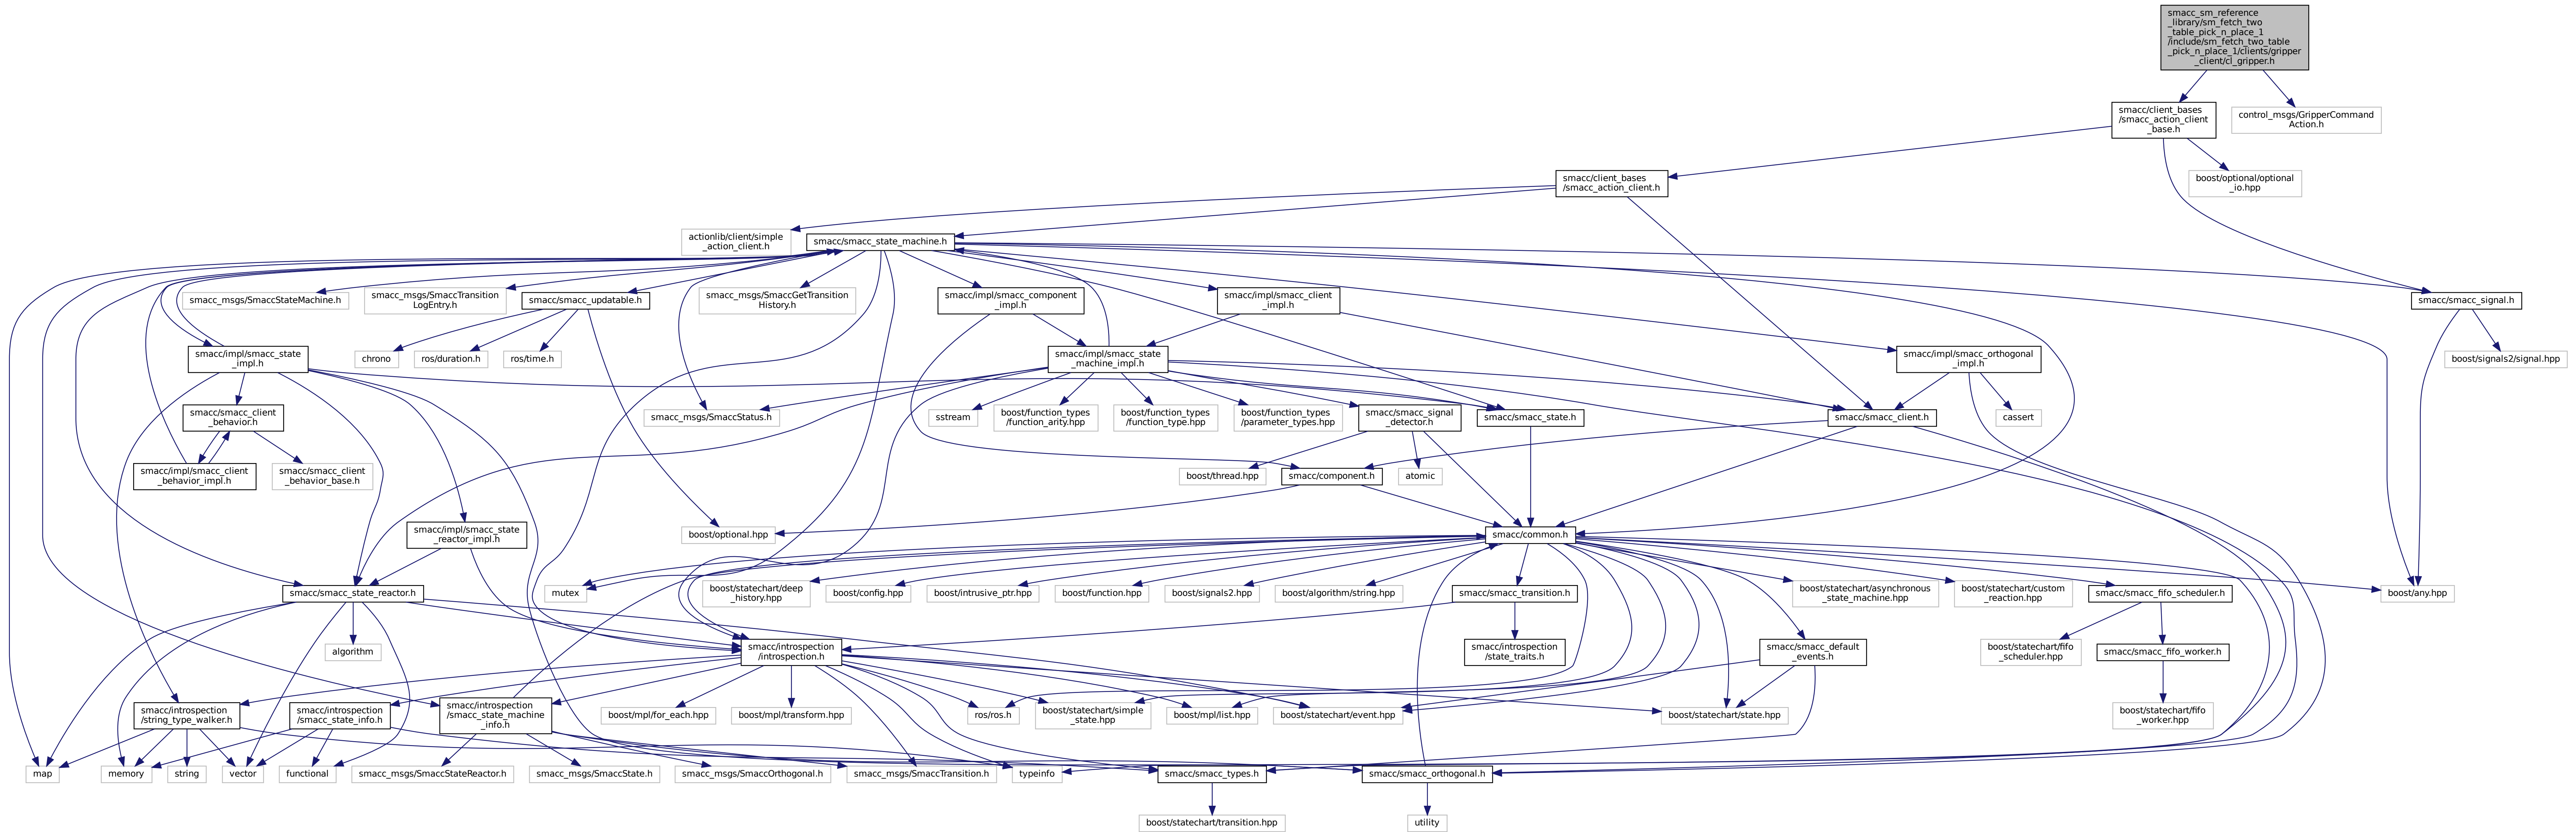 smacc_sm_reference
_library/sm_fetch_two
_table_pick_n_place_1
/include/sm_fetch_two_table
_pick_n_place_1/clients/gripper
_client/cl_gripper.h
smacc/client_bases
/smacc_action_client
_base.h
control_msgs/GripperCommand
Action.h
smacc/client_bases
/smacc_action_client.h
boost/optional/optional
_io.hpp
actionlib/client/simple
_action_client.h
smacc/smacc_state_machine.h
smacc_msgs/SmaccStateMachine.h
smacc_msgs/SmaccTransition
LogEntry.h
smacc/smacc_updatable.h
smacc_msgs/SmaccGetTransition
History.h
smacc/impl/smacc_component
_impl.h
smacc/impl/smacc_client
_impl.h
smacc/smacc_signal.h
smacc/impl/smacc_state
_impl.h
chrono
ros/duration.h
ros/time.h
smacc/impl/smacc_state
_machine_impl.h
smacc/impl/smacc_orthogonal
_impl.h
boost/signals2/signal.hpp
smacc/smacc_client
_behavior.h
smacc_msgs/SmaccStatus.h
sstream
boost/function_types
/function_arity.hpp
boost/function_types
/function_type.hpp
boost/function_types
/parameter_types.hpp
smacc/smacc_signal
_detector.h
smacc/smacc_state.h
smacc/smacc_client.h
cassert
smacc/impl/smacc_client
_behavior_impl.h
smacc/smacc_client
_behavior_base.h
boost/thread.hpp
smacc/component.h
atomic
smacc/impl/smacc_state
_reactor_impl.h
boost/optional.hpp
smacc/common.h
smacc/smacc_state_reactor.h
mutex
boost/statechart/deep
_history.hpp
boost/config.hpp
boost/intrusive_ptr.hpp
boost/function.hpp
boost/signals2.hpp
boost/algorithm/string.hpp
smacc/smacc_transition.h
boost/statechart/asynchronous
_state_machine.hpp
boost/statechart/custom
_reaction.hpp
smacc/smacc_fifo_scheduler.h
boost/any.hpp
algorithm
smacc/introspection
/introspection.h
smacc/introspection
/state_traits.h
smacc/smacc_default
_events.h
boost/statechart/fifo
_scheduler.hpp
smacc/smacc_fifo_worker.h
smacc/introspection
/string_type_walker.h
smacc/introspection
/smacc_state_info.h
smacc/introspection
/smacc_state_machine
_info.h
boost/mpl/for_each.hpp
boost/mpl/transform.hpp
ros/ros.h
boost/statechart/simple
_state.hpp
boost/mpl/list.hpp
boost/statechart/event.hpp
boost/statechart/state.hpp
boost/statechart/fifo
_worker.hpp
map
memory
string
vector
functional
smacc_msgs/SmaccStateReactor.h
smacc_msgs/SmaccState.h
smacc_msgs/SmaccOrthogonal.h
smacc_msgs/SmaccTransition.h
typeinfo
smacc/smacc_types.h
smacc/smacc_orthogonal.h
boost/statechart/transition.hpp
utility